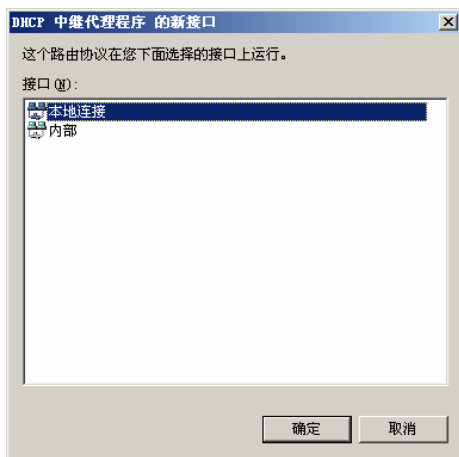 DHCP 中继代理程序 的新接口
这个路由协议在您下面选择的接口上运行。
接口(N):
本地连接
内部
确定 取消